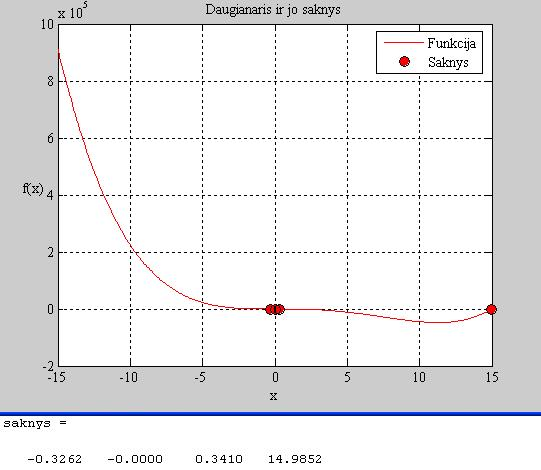 Daugianaris ir jo saknys
x 10^5
10
8
6
4
2
0
-2
f(x)
Funkcija
Saknys
-15 -10 -5 0 5 10 15
x
saknys =
-0.3262 -0.0000 0.3410 14.9852